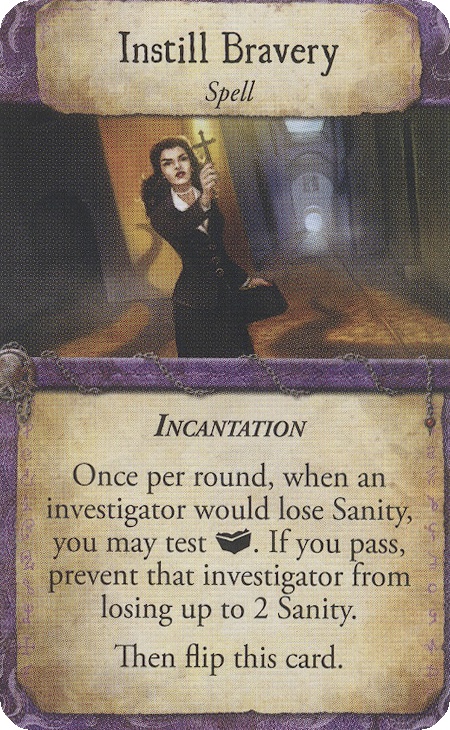 Instill Bravery
Spell
Incantation
Once per round, when an
investigator would lose Sanity,
you may test . If you pass,
prevent that investigator from
losing up to 2 Sanity.
Then flip this card.